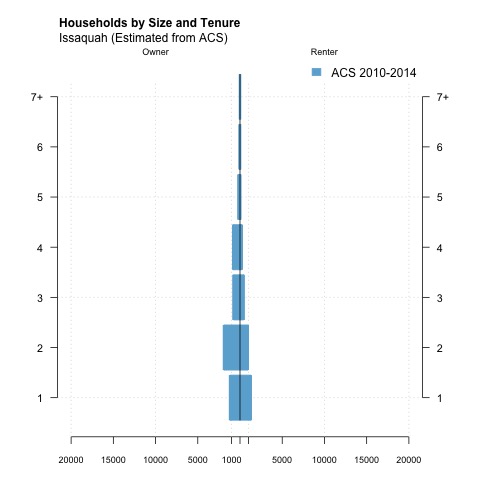 Households by Size and Tenure
Issaquah (Estimated from ACS)
Owner Renter
ACS 2010-2014
7+ 7+
6 6
5 5
4 4
3 3
2 2
1 1
20000 15000 10000 5000 1000 5000 10000 15000 20000